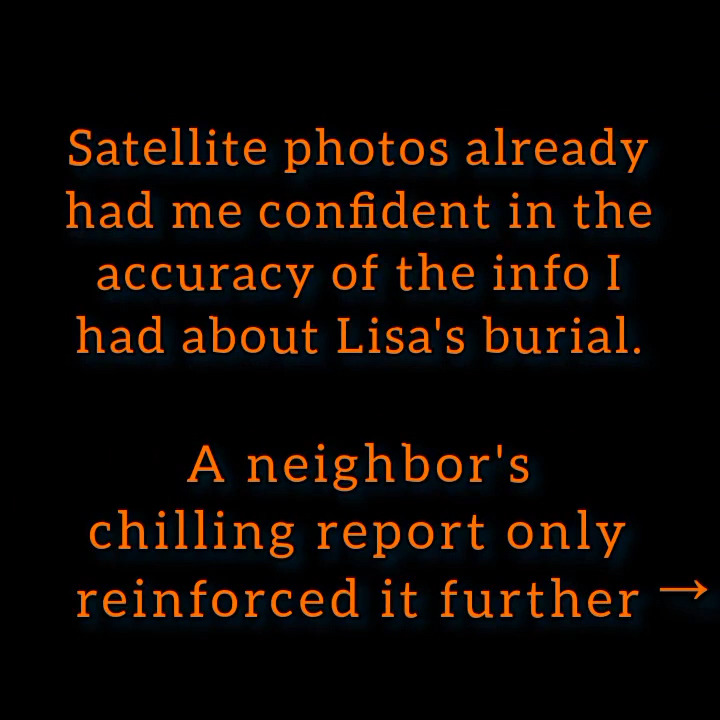 Satellite photos already
had me confident in the
accuracy of the info I
had about Lisa's burial.
A neighbor's
chilling report only
reinforced it further →